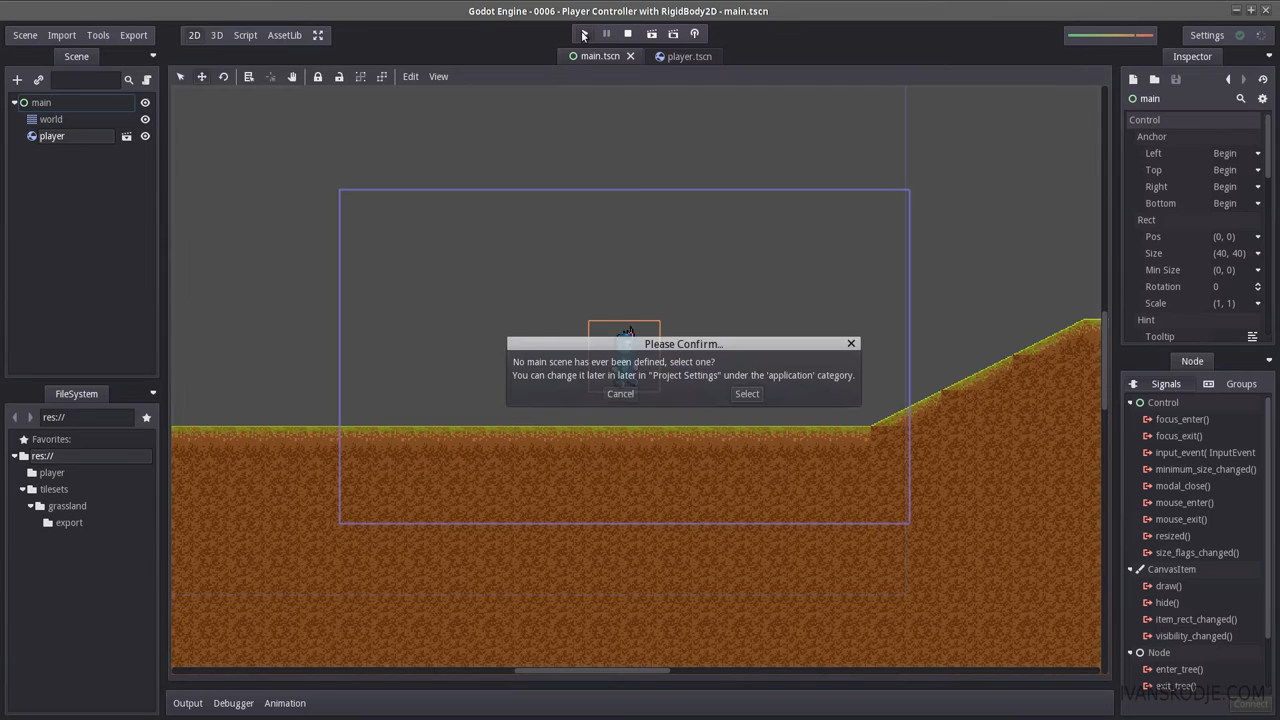 Godot Engine - 0006 - Player Controller with RigidBody2D - main.tscn
Scene Import Tools Export 2D 3D Script AssetLib Settings
Scene main.tscn player.tscn Inspector
Edit View
main
world
player
main
Control
Anchor
Left Begin
Top Begin
Right Begin
Bottom Begin
Rect
Pos (0, 0)
Size (40, 40)
Min Size (0, 0)
Rotation 0
Scale (1, 1)
Hint
Tooltip
Please Confirm...
No main scene has ever been defined, select one?
You can change it later in later in "Project Settings" under the 'application' category.
Cancel Select
FileSystem
res://
Favorites:
res://
player
tilesets
grassland
export
Node
Signals Groups
Control
focus_enter()
focus_exit()
input_event( InputEvent
minimum_size_changed()
modal_close()
mouse_enter()
mouse_exit()
resized()
size_flags_changed()
CanvasItem
draw()
hide()
item_rect_changed()
visibility_changed()
Node
enter_tree()
exit_tree()
IVANSKODJE.COM
Connect
Output Debugger Animation